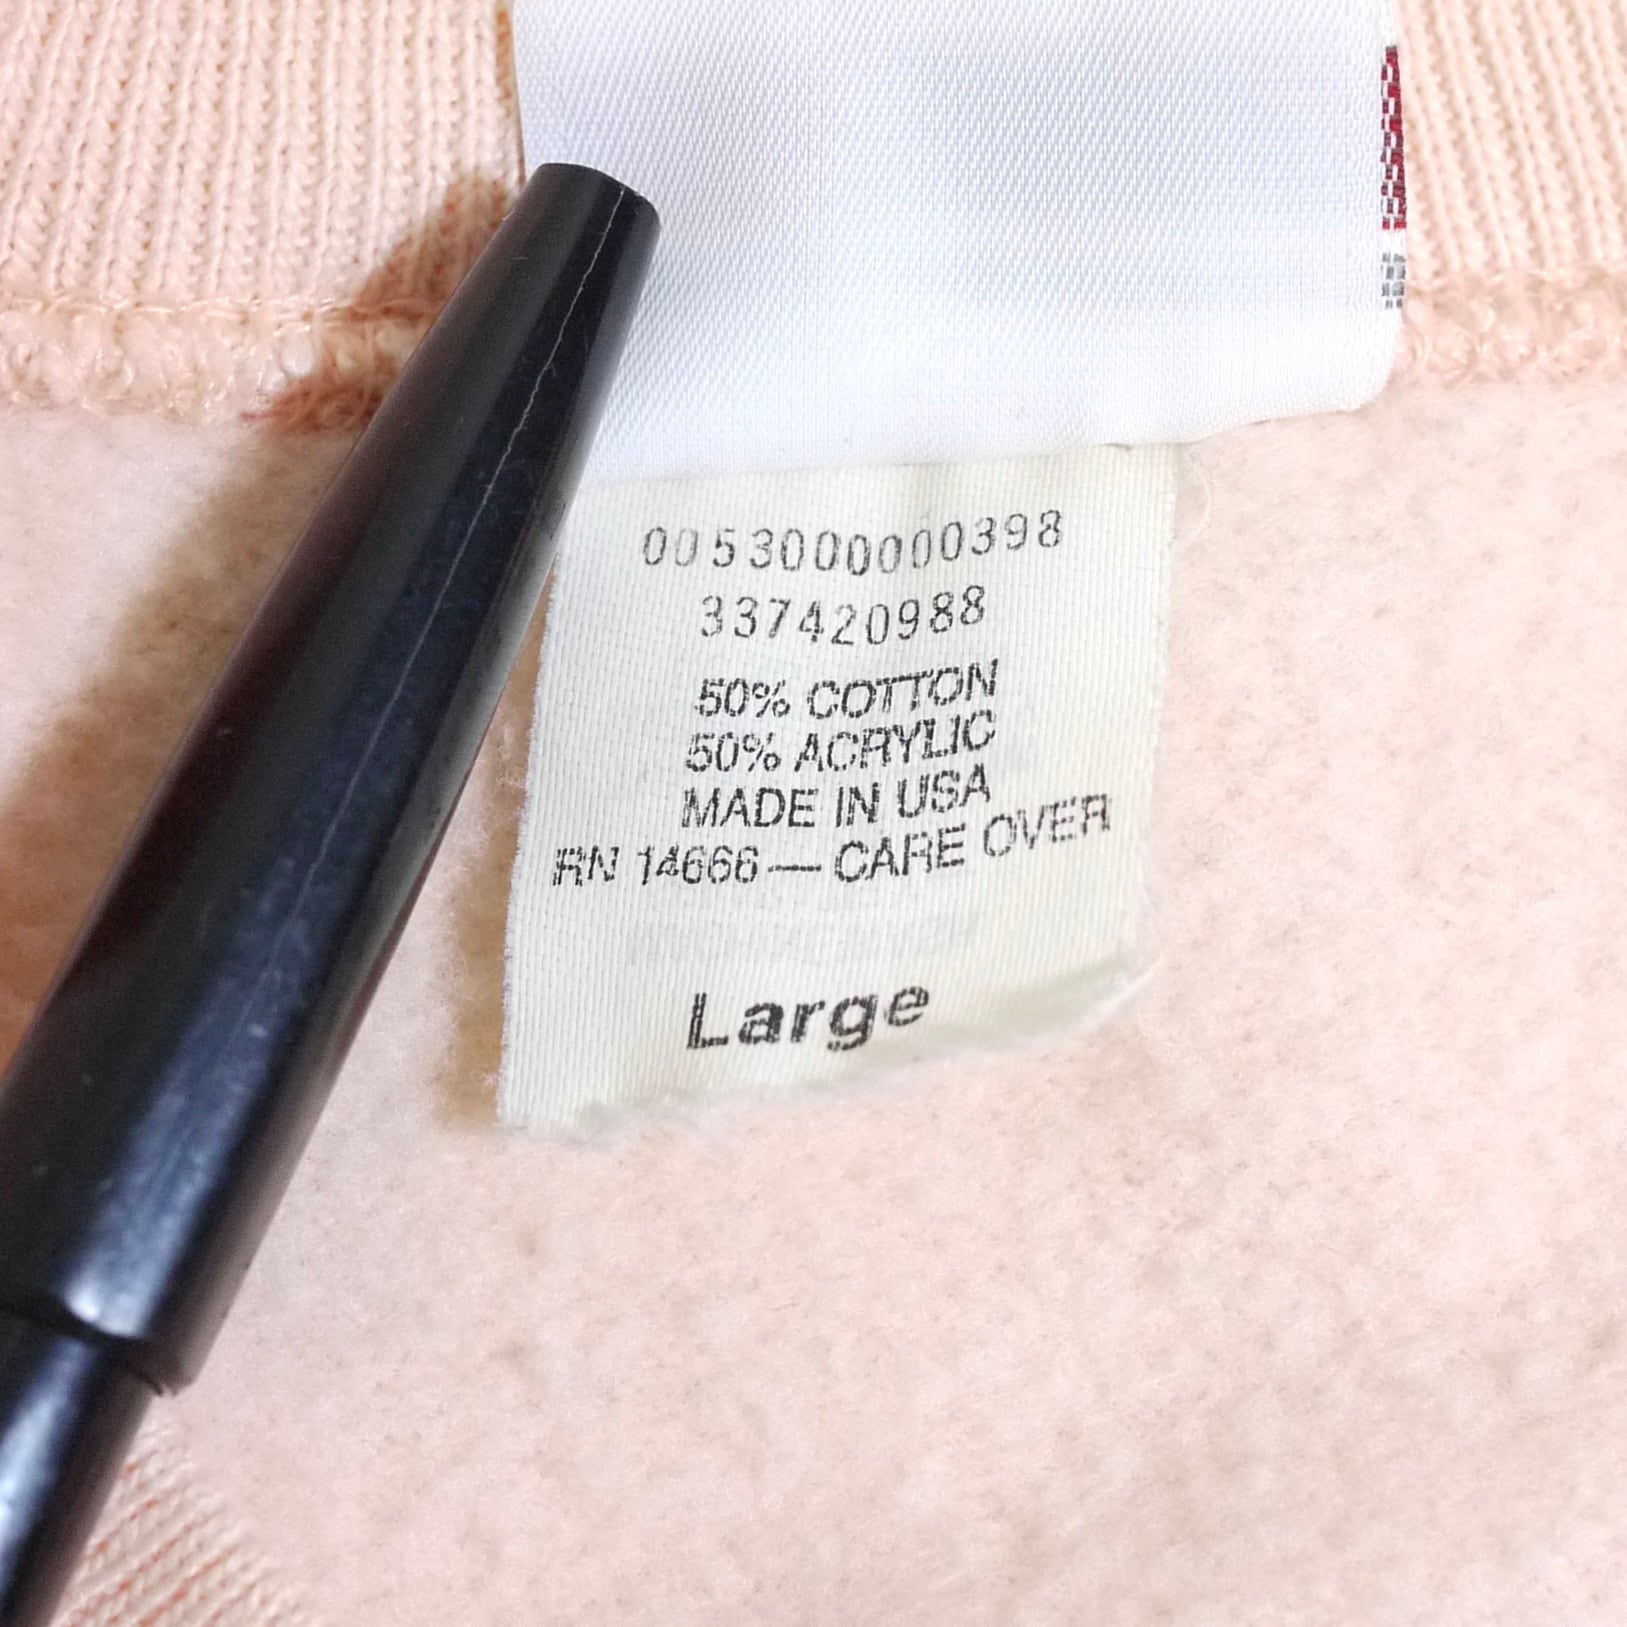 0053000000398
337420988
50% COTTON
50% ACRYLIC
MADE IN USA
RN 14666 — CARE OVER
Large